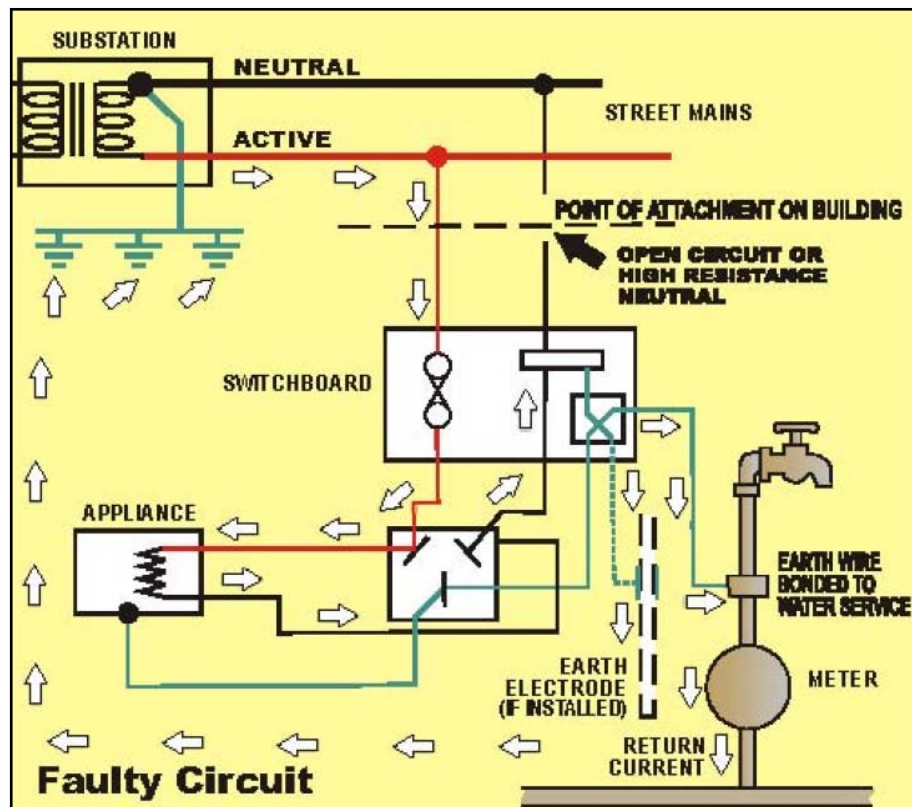 SUBSTATION
NEUTRAL
STREET MAINS
ACTIVE
POINT OF ATTACHMENT ON BUILDING
OPEN CIRCUIT OR
HIGH RESISTANCE
NEUTRAL
SWITCHBOARD
APPLIANCE
EARTH WIRE
BONDED TO
WATER SERVICE
EARTH
ELECTRODE
(IF INSTALLED)
METER
RETURN
CURRENT
Faulty Circuit